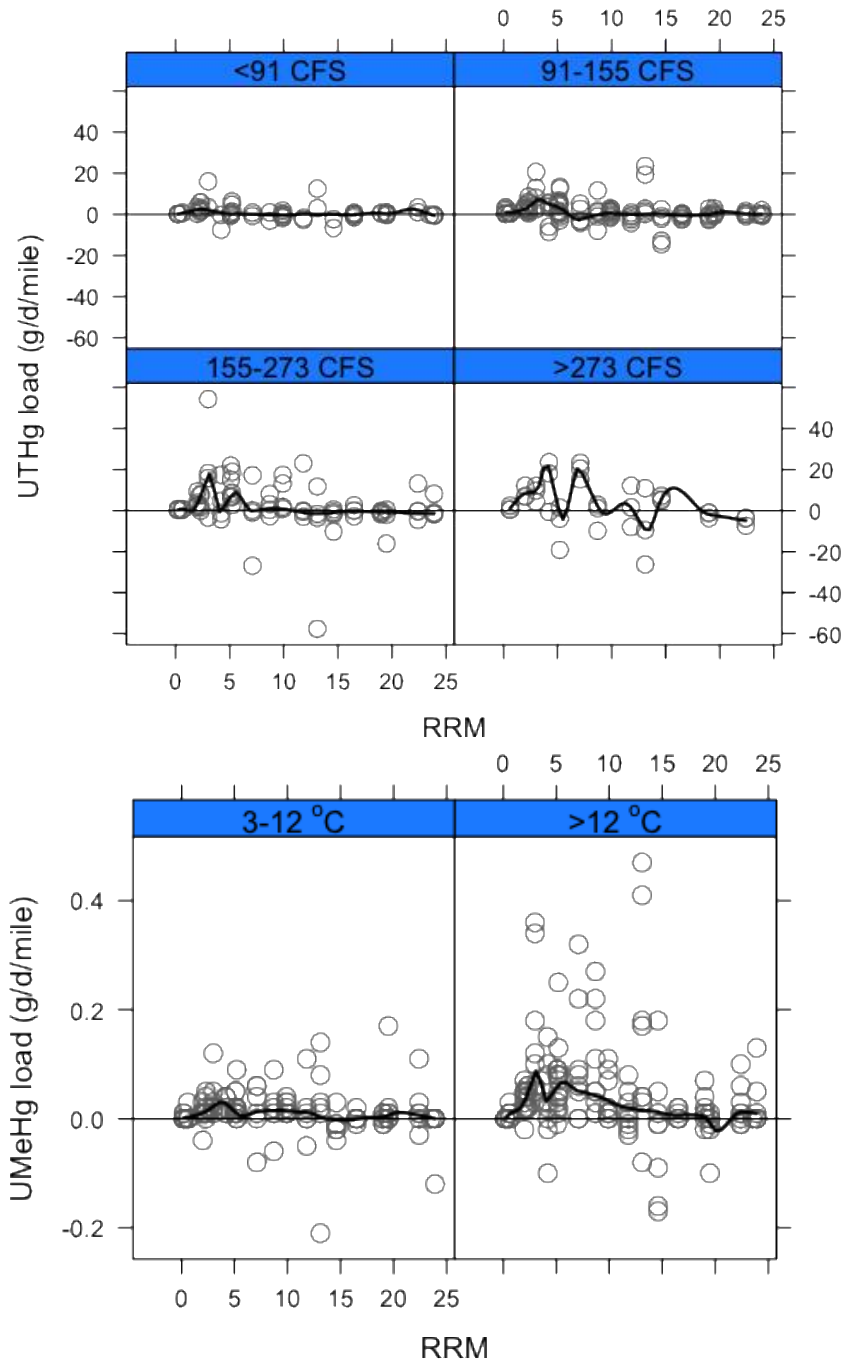 0 5 10 15 20 25
<91 CFS 91-155 CFS
40
20
0
-20
-40
-60
UTHg load (g/d/mile)
155-273 CFS >273 CFS
40
20
0
-20
-40
-60
0 5 10 15 20 25
RRM
0 5 10 15 20 25
3-12 °C >12 °C
0.4
0.2
0.0
-0.2
UMeHg load (g/d/mile)
0 5 10 15 20 25
RRM